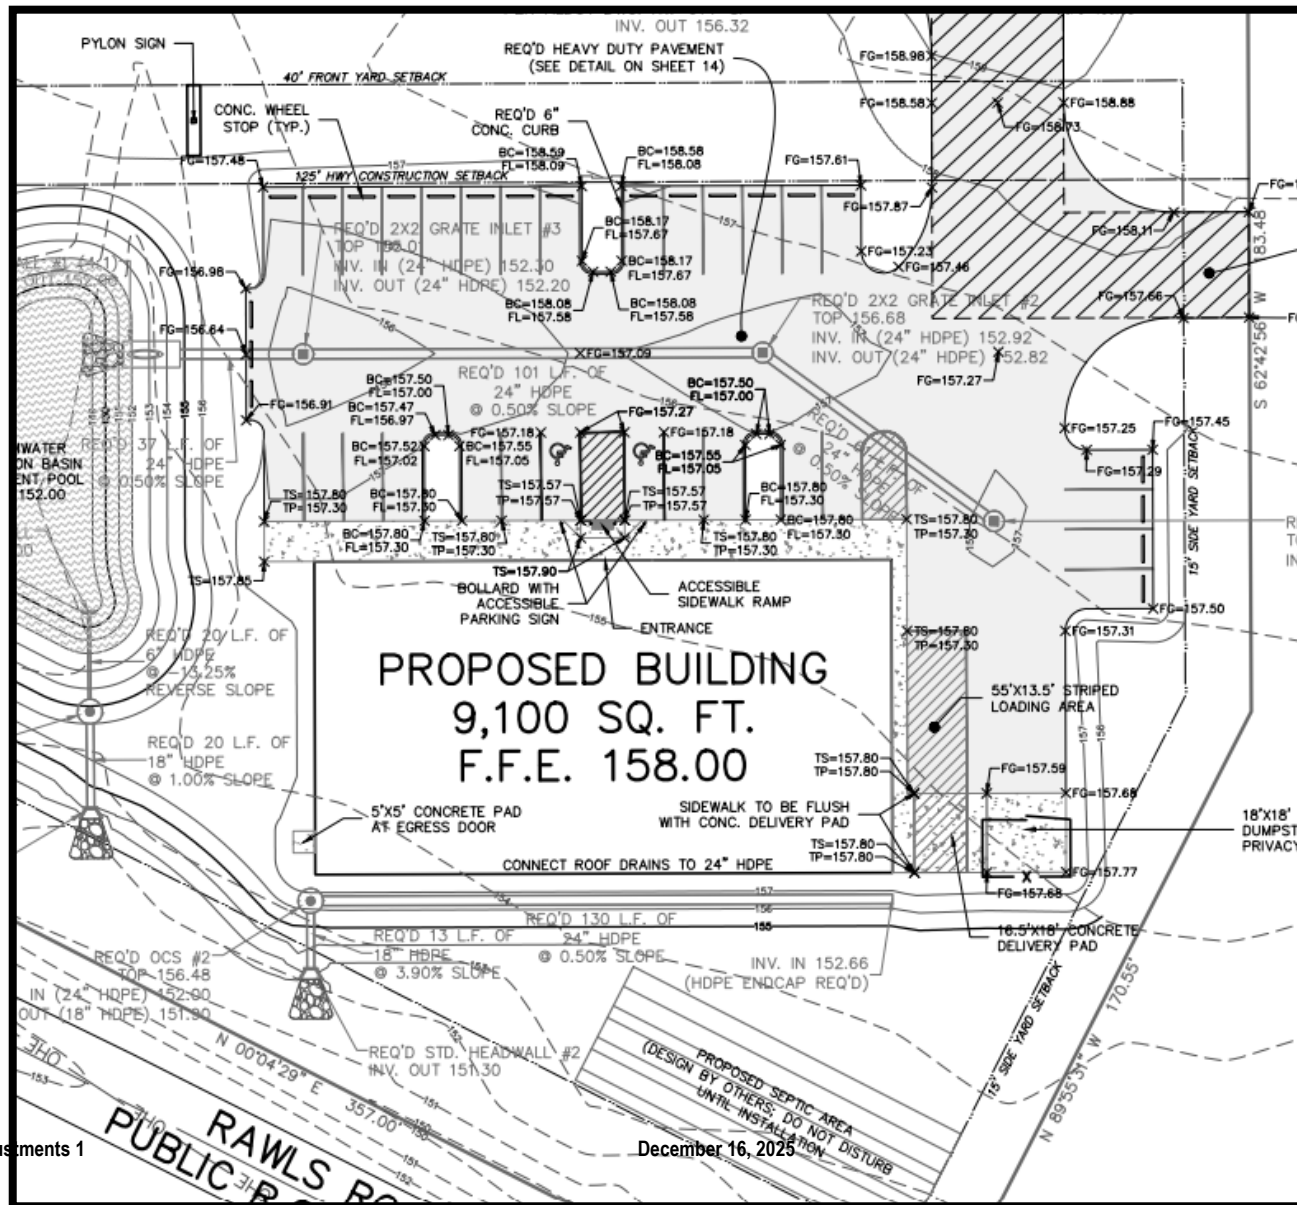 INV. OUT 156.32
PYLON SIGN
REQ'D HEAVY DUTY PAVEMENT
(SEE DETAIL ON SHEET 14)
FG=158.98
40' FRONT YARD SETBACK
CONC. WHEEL
STOP (TYP.)
REQ'D 6"
CONC. CURB
FG=158.58
FG=158.88
FG=158.73
BC=158.59
FL=158.09
BC=158.58
FL=158.08
FG=157.48
157
FG=157.61
125' HWY CONSTRUCTION SETBACK
FG=157.87
REQ'D 2X2 GRATE INLET #3
INV. IN (24" HDPE) 152.30
INV. OUT (24" HDPE) 152.20
BC=158.17
FL=157.67
BC=158.17
FL=157.67
FG=158.11
83.48'
FG=157.23
FG=157.46
FG=156.98
BC=158.08
FL=157.58
BC=158.08
FL=157.58
REQ'D 2X2 GRATE INLET #2
TOP 156.68
INV. IN (24" HDPE) 152.92
INV. OUT (24" HDPE) 152.82
FG=157.66
FG=156.64
FG=157.09
FG=157.27
S 62°42'56" W
REQ'D 101 L.F. OF
24" HDPE
@ 0.50% SLOPE
BC=157.50
FL=157.00
BC=157.47
FL=156.97
BC=157.50
FL=157.00
FG=156.91
FG=157.27
FG=157.18
FG=157.18
FG=157.25
FG=157.45
FG=157.29
REQ'D 37 L.F. OF
24" HDPE
@ 0.50% SLOPE
BC=157.52
FL=157.02
BC=157.55
FL=157.05
BC=157.55
FL=157.05
24" HDPE
@ 0.50% SLOPE
ON BASIN
ENT POOL
152.00
TS=157.80
TP=157.30
BC=157.80
FL=157.30
TS=157.57
TP=157.57
TS=157.57
TP=157.57
BC=157.80
FL=157.30
BC=157.80
FL=157.30
TS=157.80
TP=157.30
TS=157.80
TP=157.30
BC=157.80
FL=157.30
TS=157.80
TP=157.30
15' SIDE YARD SETBACK
TS=157.85
TS=157.90
BOLLARD WITH
ACCESSIBLE
PARKING SIGN
ACCESSIBLE
SIDEWALK RAMP
ENTRANCE
FG=157.50
TS=157.80
TP=157.30
FG=157.31
REQ'D 20 L.F. OF
6" HDPE
@ -13.25%
REVERSE SLOPE
PROPOSED BUILDING
9,100 SQ. FT.
F.F.E. 158.00
55'X13.5' STRIPED
LOADING AREA
REQ'D 20 L.F. OF
18" HDPE
@ 1.00% SLOPE
TS=157.80
TP=157.80
FG=157.59
FG=157.68
5'X5' CONCRETE PAD
AT EGRESS DOOR
SIDEWALK TO BE FLUSH
WITH CONC. DELIVERY PAD
18'X18'
DUMPST
PRIVACY
TS=157.80
TP=157.80
CONNECT ROOF DRAINS TO 24" HDPE
FG=157.77
FG=157.68
157
156
155
REQ'D 130 L.F. OF
24" HDPE
@ 0.50% SLOPE
REQ'D 13 L.F. OF
18" HDPE
@ 3.90% SLOPE
16.5'X18' CONCRETE
DELIVERY PAD
REQ'D OCS #2
TOP 156.48
IN (24" HDPE) 152.00
OUT (18" HDPE) 151.90
INV. IN 152.66
(HDPE ENDCAP REQ'D)
15' SIDE YARD SETBACK
N 89°55'31" W 170.55'
N 00°04'29" E
357.00'
REQ'D STD. HEADWALL #2
INV. OUT 151.30
PROPOSED SEPTIC AREA
(DESIGN BY OTHERS; DO NOT DISTURB
UNTIL INSTALLATION
OHE
OHE
RAWLS
PUBLIC
stments 1
December 16, 2025